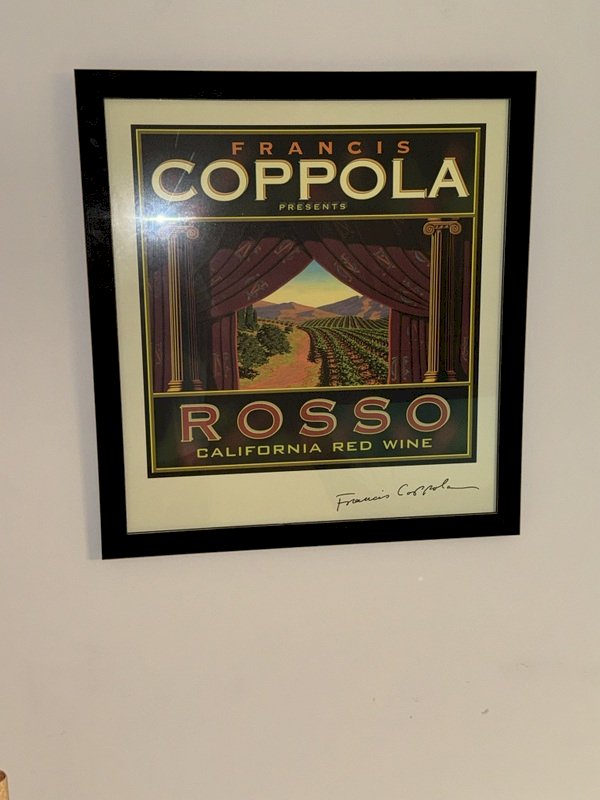 FRANCIS
COPPOLA
PRESENTS
ROSSO
CALIFORNIA RED WINE
Francis Coppola